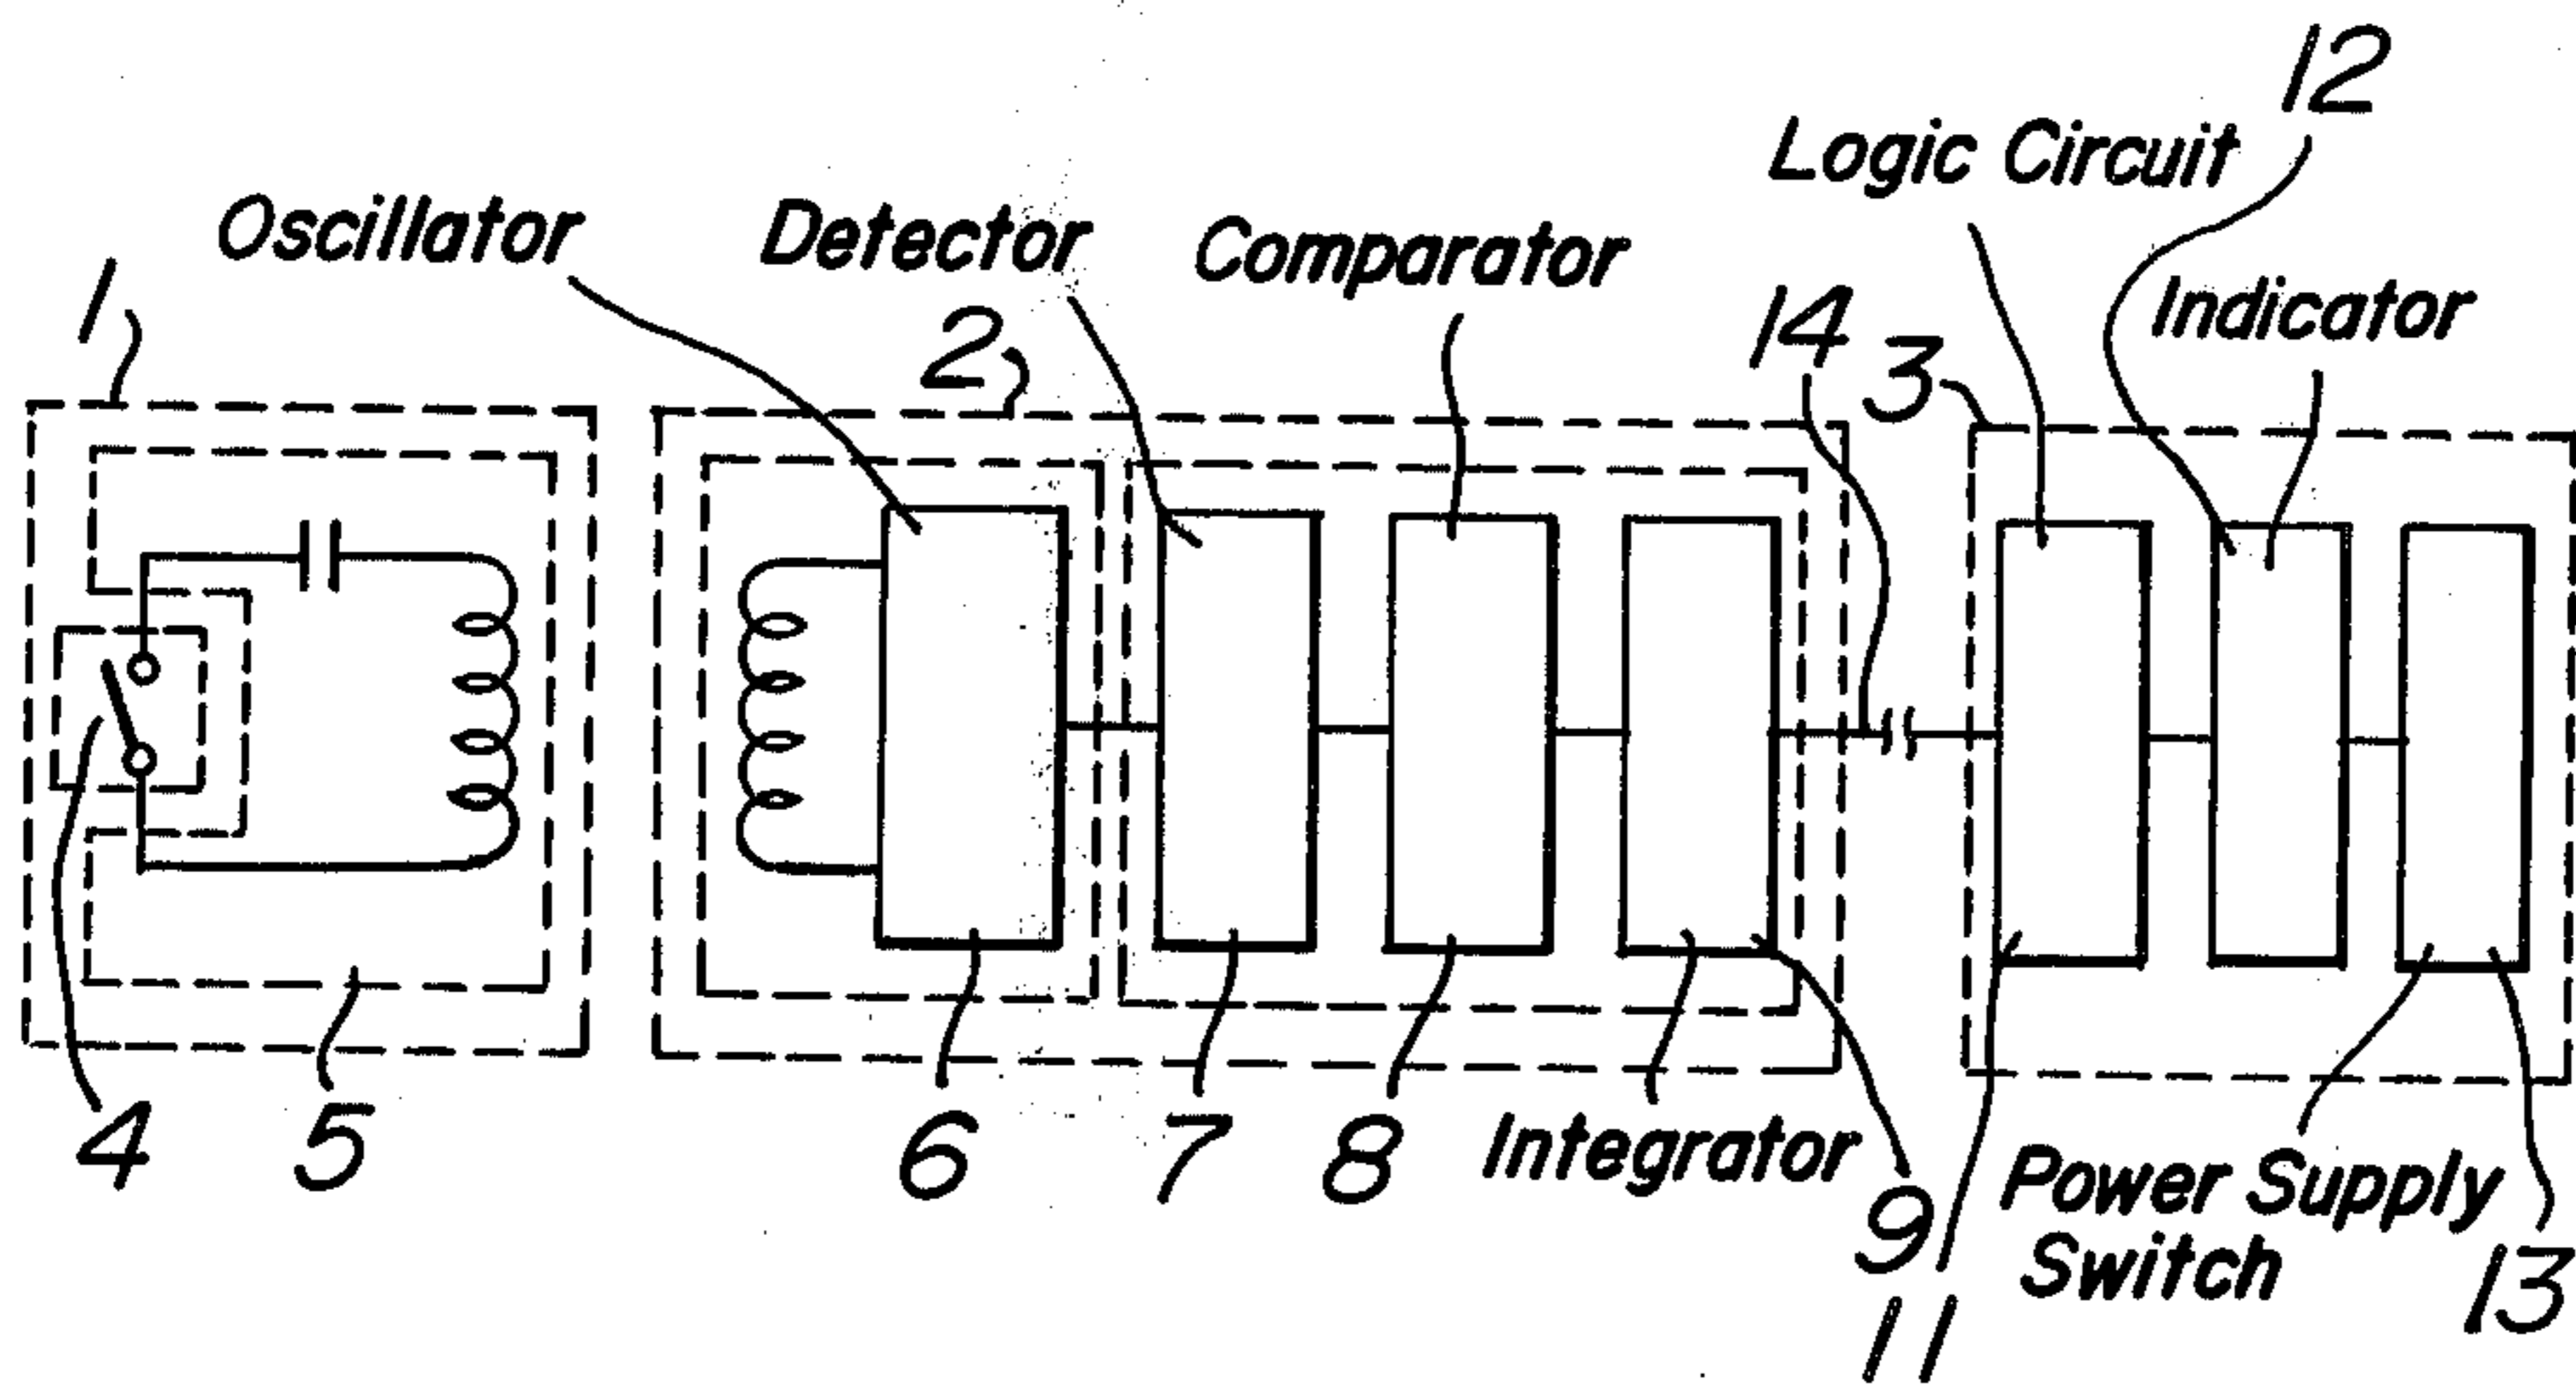 12
Logic Circuit
Oscillator
Detector
Comparator
1
2
14
3
Indicator
4
5
6
7
8
Integrator
9
11
Power Supply
Switch
13